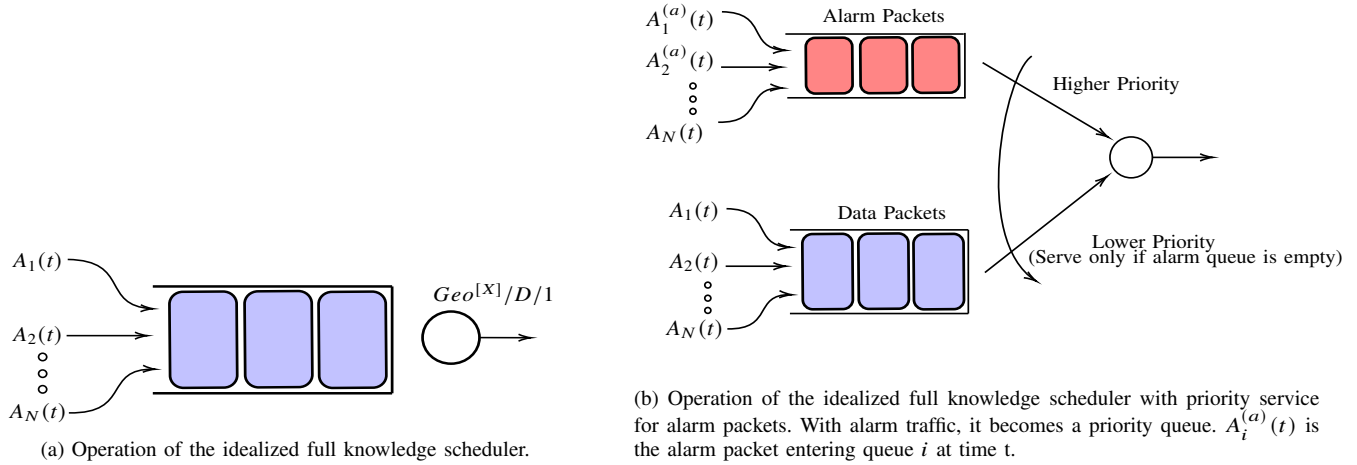 A_1(t)
A_2(t)
A_N(t)
Geo^{[X]}/D/1
(a) Operation of the idealized full knowledge scheduler.
A_1^{(a)}(t)
A_2^{(a)}(t)
A_N(t)
Alarm Packets
Higher Priority
A_1(t)
A_2(t)
A_N(t)
Data Packets
Lower Priority
(Serve only if alarm queue is empty)
(b) Operation of the idealized full knowledge scheduler with priority service
for alarm packets. With alarm traffic, it becomes a priority queue. A_i^{(a)}(t) is
the alarm packet entering queue i at time t.